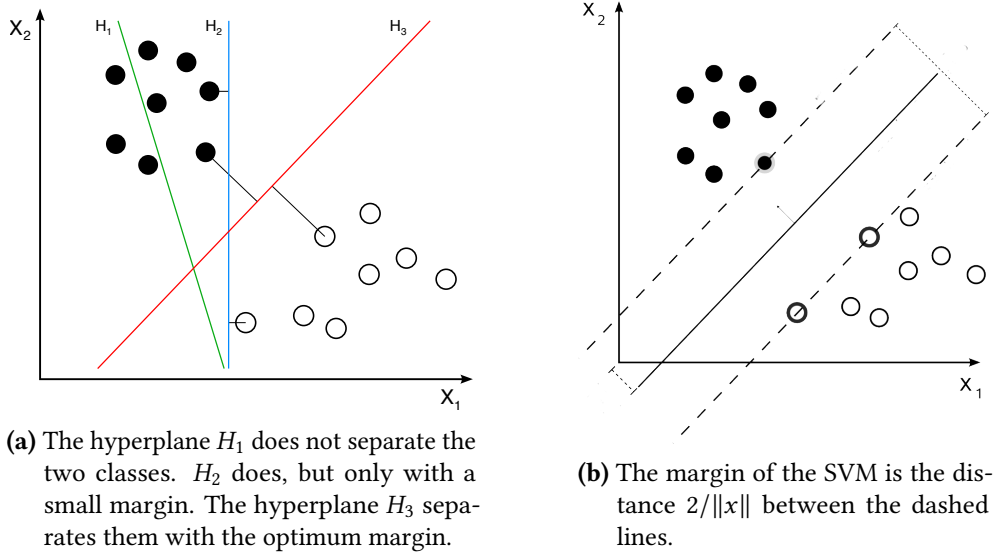 X₂
H₁
H₂
H₃
X₁
(a) The hyperplane H₁ does not separate the
two classes. H₂ does, but only with a
small margin. The hyperplane H₃ sepa-
rates them with the optimum margin.
X₂
X₁
(b) The margin of the SVM is the dis-
tance 2/‖x‖ between the dashed
lines.